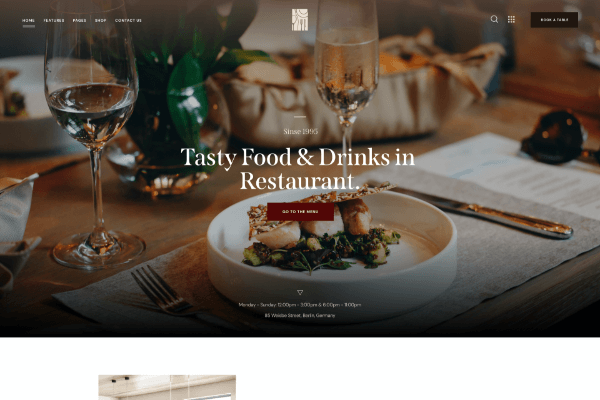 HOME FEATURES PAGES SHOP CONTACT US
BOOK A TABLE
Since 1995
Tasty Food & Drinks in
Restaurant.
GO TO THE MENU
Monday - Sunday: 12:00pm - 3:00pm & 6:00pm - 11:00pm
85 Waldoe Street, Berlin, Germany